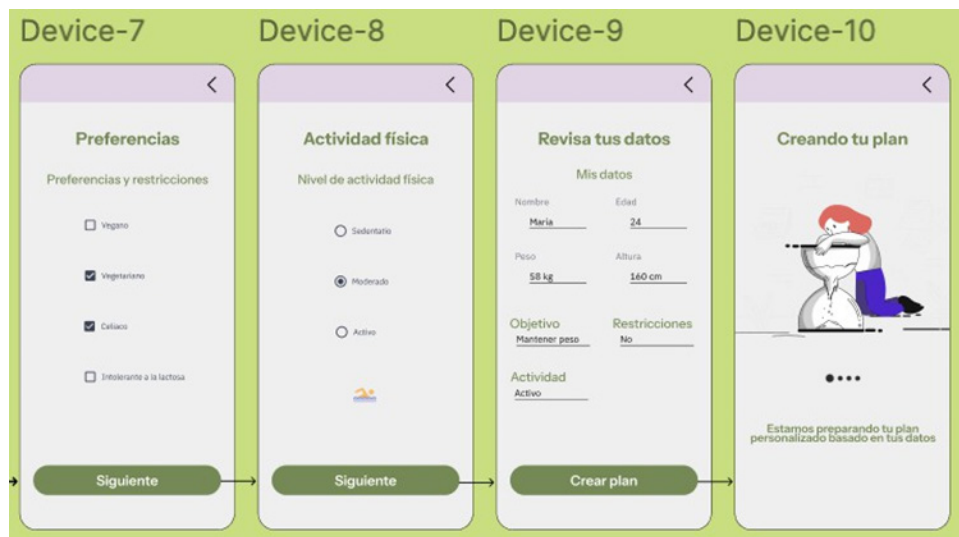 Device-7
Preferencias
Preferencias y restricciones
Vegano
Vegetariano
Celiaco
Intolerante a la lactosa
Siguiente
Device-8
Actividad física
Nivel de actividad física
Sedentatio
Moderado
Activo
Siguiente
Device-9
Revisa tus datos
Mis datos
Nombre Edad
Maria 24
Peso Altura
58 kg 160 cm
Objetivo Restricciones
Mantener peso No
Actividad
Activo
Crear plan
Device-10
Creando tu plan
Estamos preparando tu plan
personalizado basado en tus datos